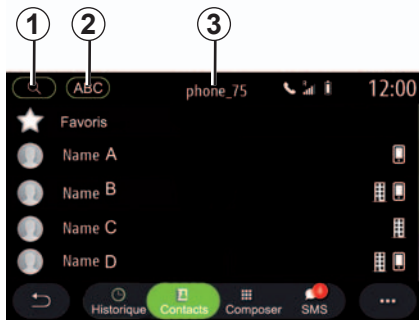 1 2 3
ABC phone_75 12:00
Favoris
Name A
Name B
Name C
Name D
Historique Contacts Composer SMS